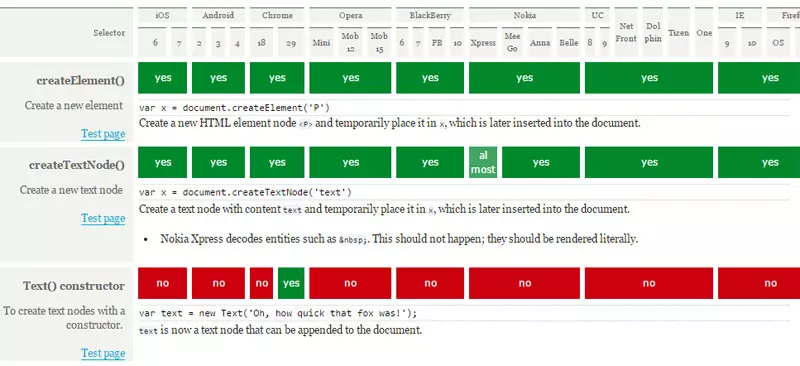 iOS Android Chrome Opera BlackBerry Nokia UC Net Front Dol phin Tizen One IE
Selector 6 7 2 3 4 18 29 Mini Mob 12 Mob 15 6 7 PB 10 Xpress Mee Go Anna Belle 8 9 9 10 OS
createElement() yes yes yes yes yes yes yes yes
Create a new element
Test page
var x = document.createElement('P')
Create a new HTML element node <P> and temporarily place it in x, which is later inserted into the document.
createTextNode() yes yes yes yes yes al most yes yes yes
Create a new text node
Test page
var x = document.createTextNode('text')
Create a text node with content text and temporarily place it in x, which is later inserted into the document.
• Nokia Xpress decodes entities such as &nbsp;. This should not happen; they should be rendered literally.
Text() constructor no no no yes no no no no no
To create text nodes with a constructor.
Test page
var text = new Text('Oh, how quick that fox was!');
text is now a text node that can be appended to the document.